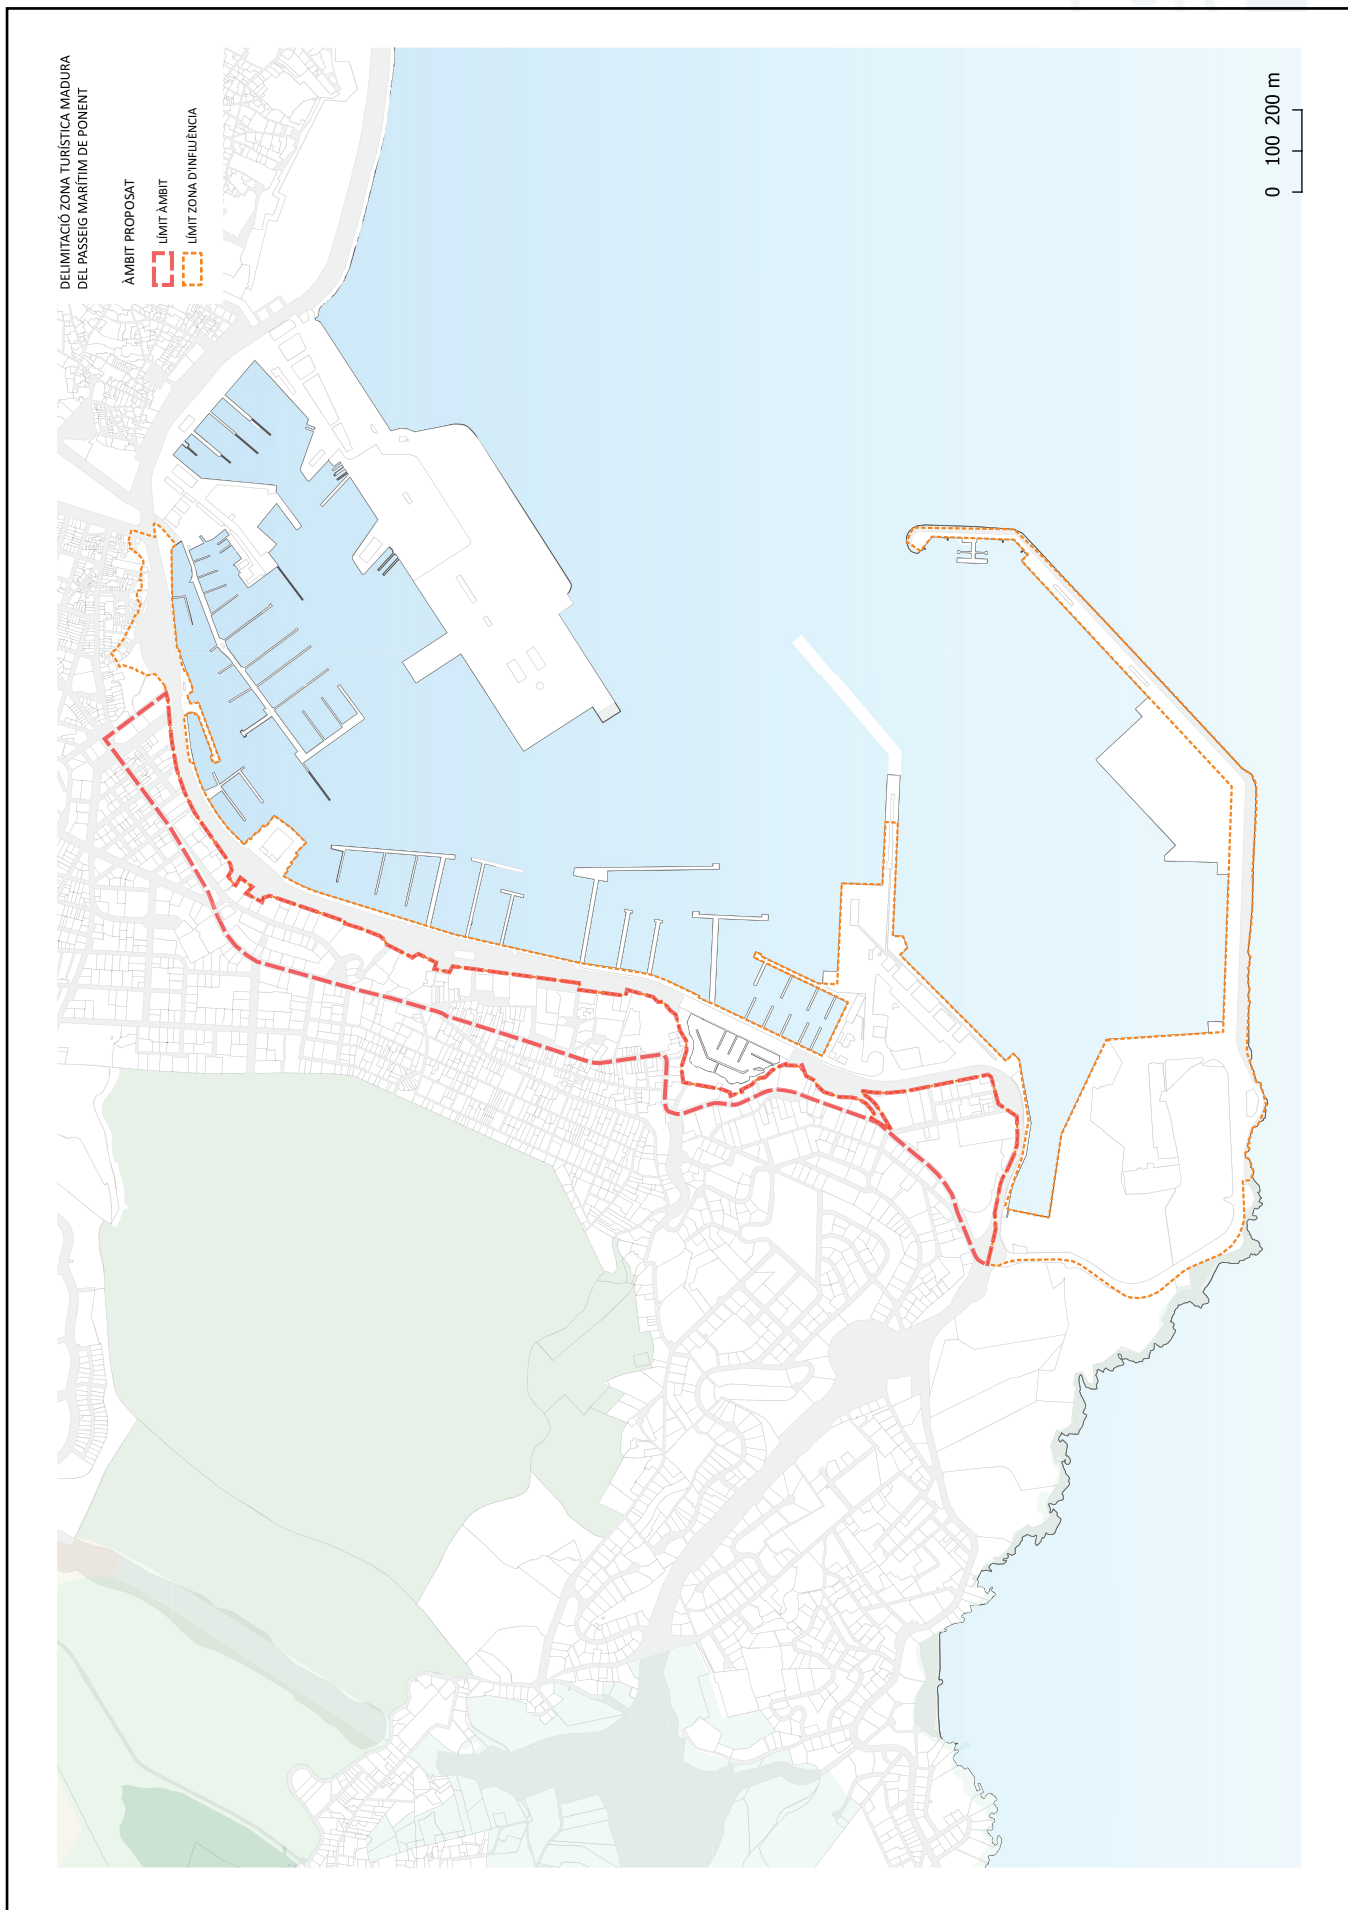 DELIMITACIÓ ZONA TURÍSTICA MADURA
DEL PASSEIG MARÍTIM DE PONENT
ÀMBIT PROPOSAT
LÍMIT ÀMBIT
LÍMIT ZONA D'INFLUÈNCIA
0 100 200 m